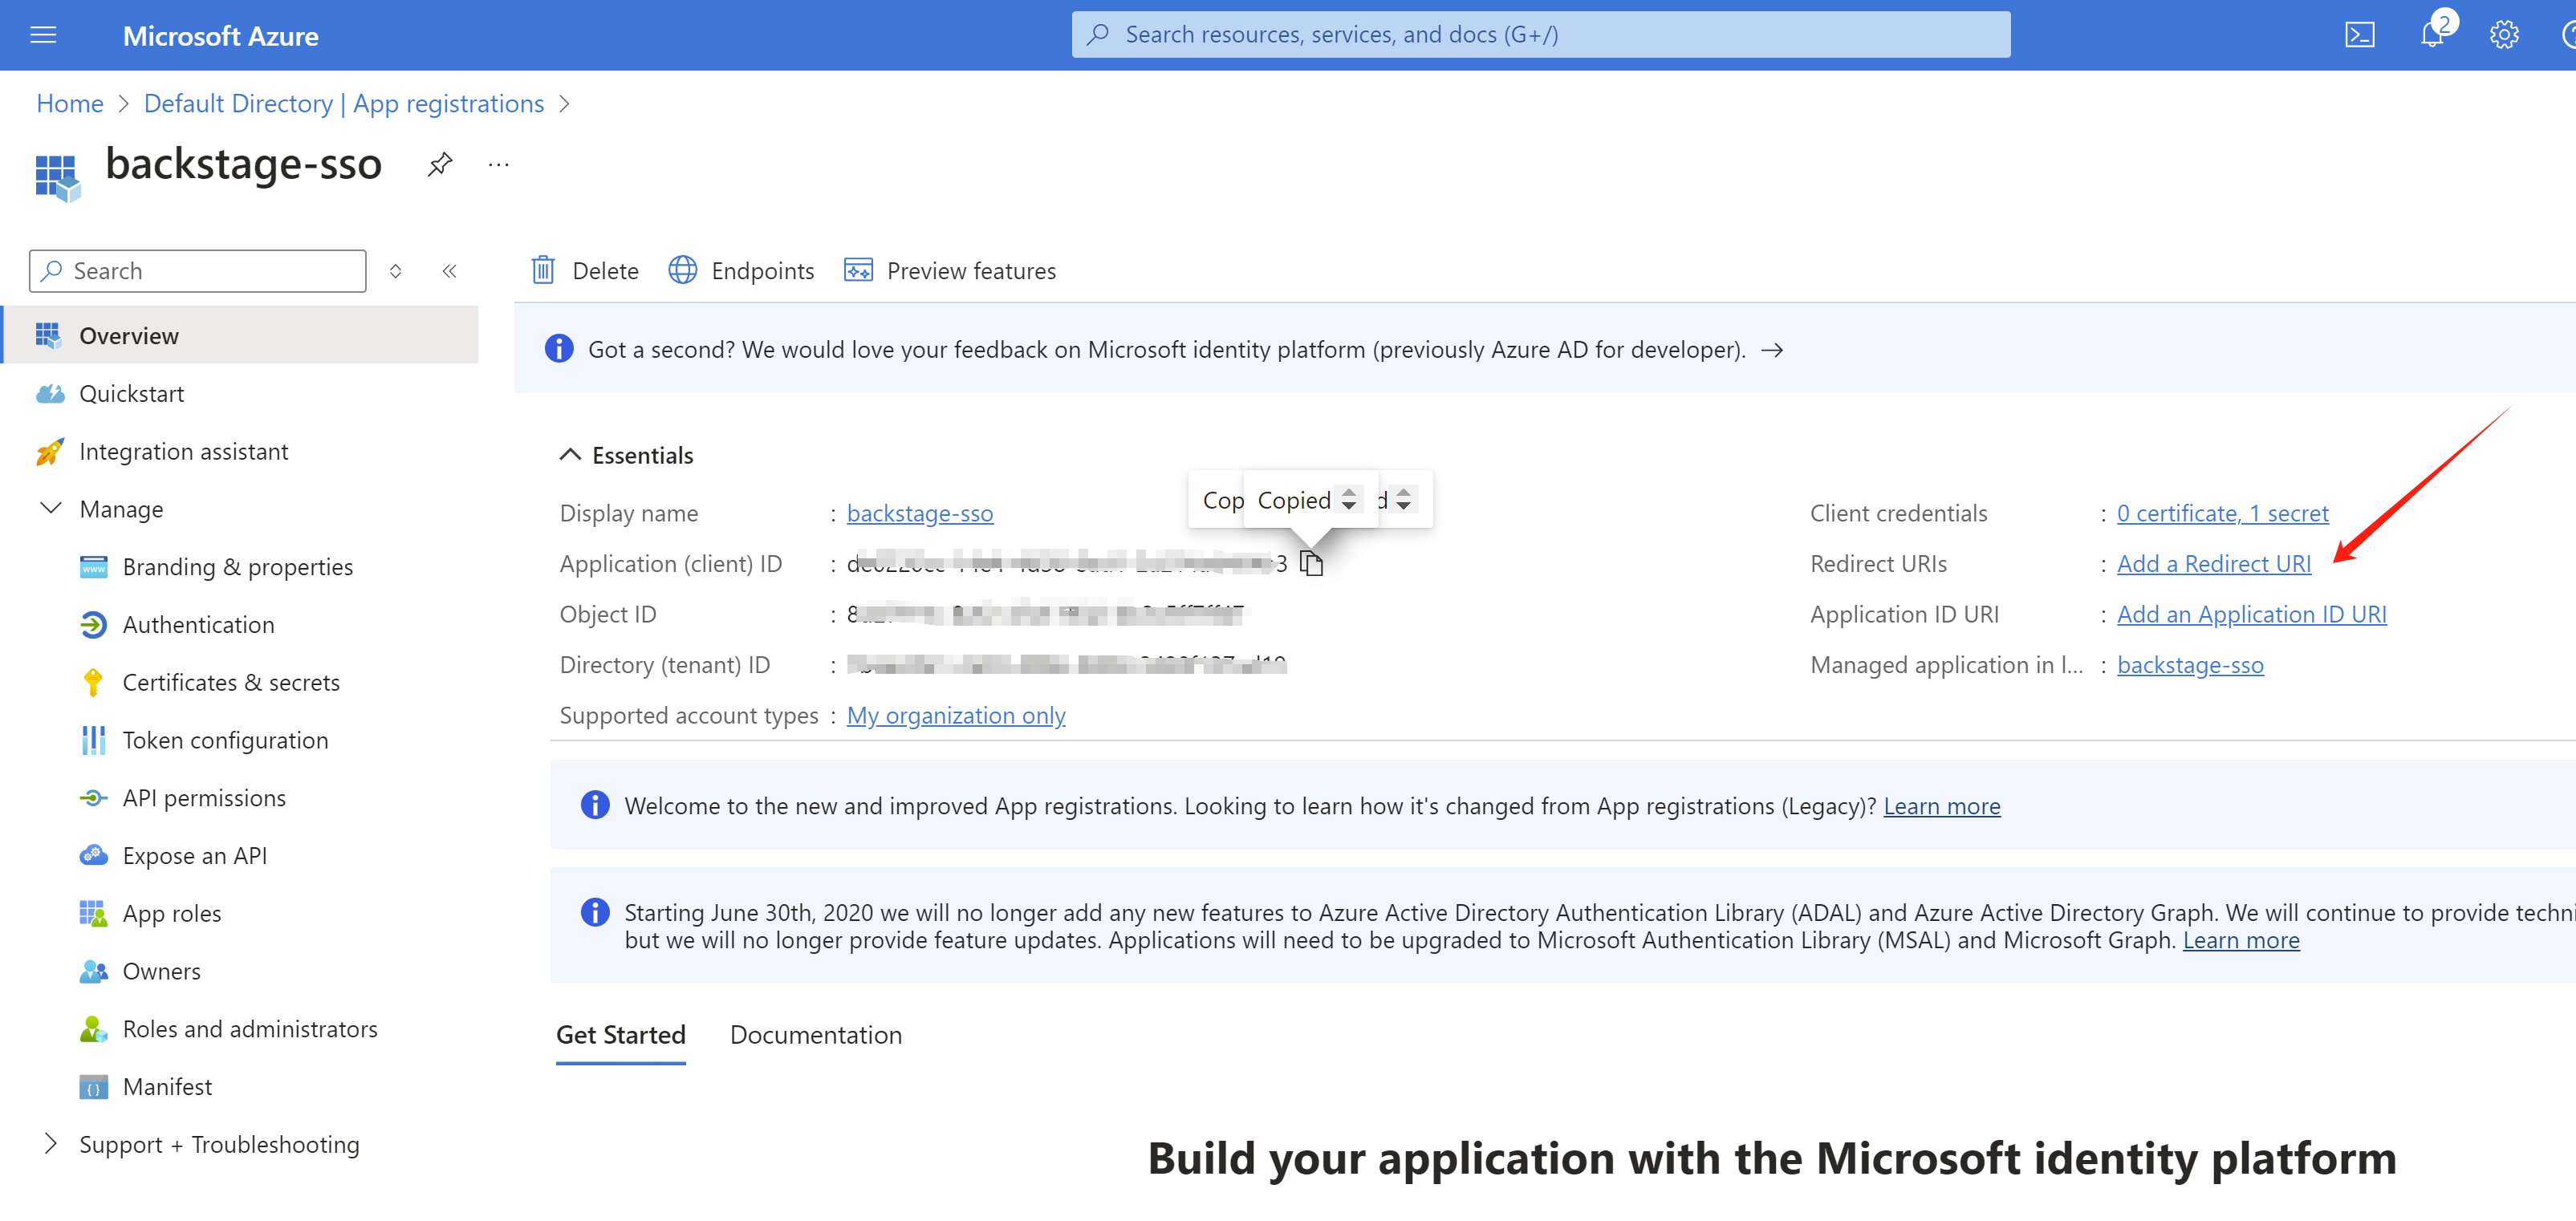 Microsoft Azure
Search resources, services, and docs (G+/)
2
Home > Default Directory | App registrations >
backstage-sso
...
Search
Delete
Endpoints
Preview features
Overview
Got a second? We would love your feedback on Microsoft identity platform (previously Azure AD for developer). →
Quickstart
Integration assistant
Manage
Branding & properties
Authentication
Certificates & secrets
Token configuration
API permissions
Expose an API
App roles
Owners
Roles and administrators
Manifest
Support + Troubleshooting
Essentials
Cop Copied d
Display name : backstage-sso
Application (client) ID :
Object ID :
Directory (tenant) ID :
Supported account types : My organization only
Client credentials : 0 certificate, 1 secret
Redirect URIs : Add a Redirect URI
Application ID URI : Add an Application ID URI
Managed application in l... : backstage-sso
Welcome to the new and improved App registrations. Looking to learn how it's changed from App registrations (Legacy)? Learn more
Starting June 30th, 2020 we will no longer add any new features to Azure Active Directory Authentication Library (ADAL) and Azure Active Directory Graph. We will continue to provide techni
but we will no longer provide feature updates. Applications will need to be upgraded to Microsoft Authentication Library (MSAL) and Microsoft Graph. Learn more
Get Started
Documentation
Build your application with the Microsoft identity platform